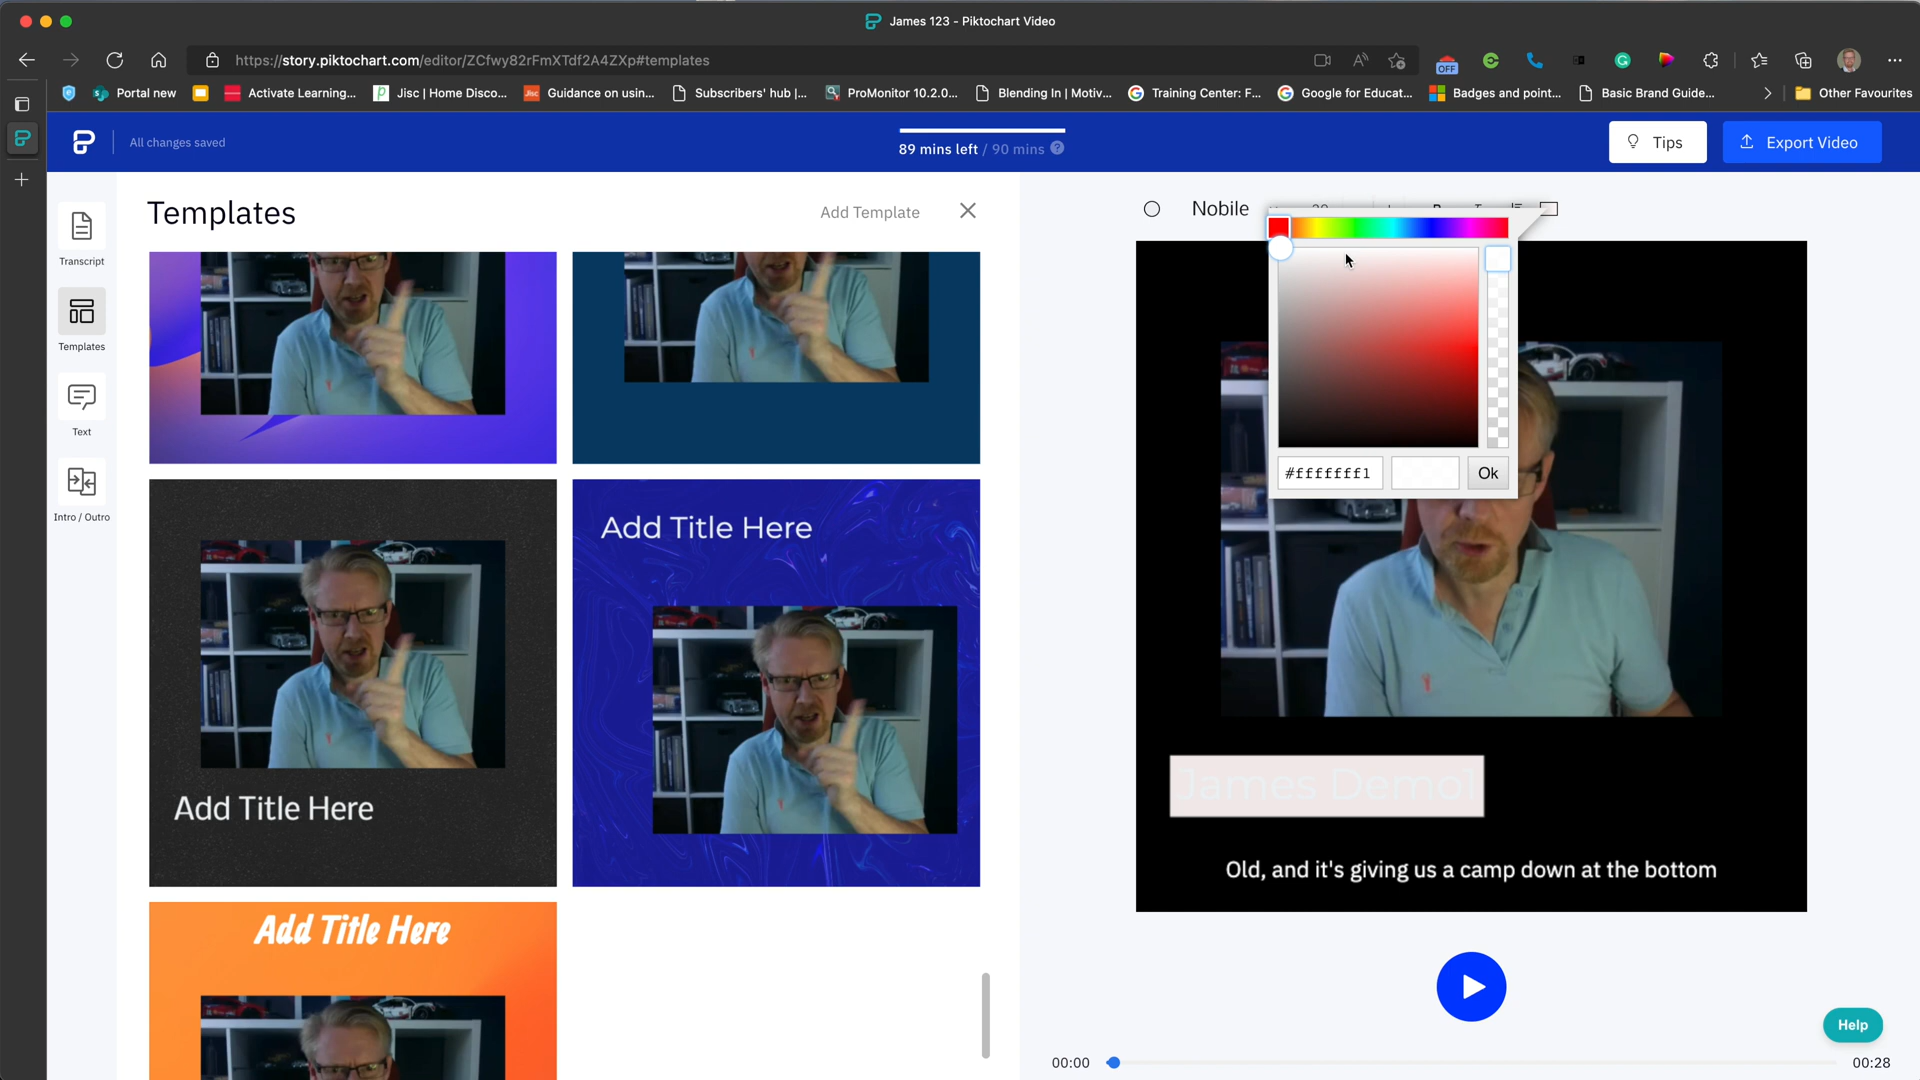 James 123 - Piktochart Video
https://story.piktochart.com/editor/ZCfwy82rFmXTdf2A4ZXp#templates
OFF
Portal new
Activate Learning...
Jisc | Home Disco...
Guidance on usin...
Subscribers' hub |...
ProMonitor 10.2.0...
Blending In | Motiv...
Training Center: F...
Google for Educat...
Badges and point...
Basic Brand Guide...
Other Favourites
All changes saved
89 mins left / 90 mins
Tips
Export Video
Transcript
Templates
Text
Intro / Outro
Templates
Add Template
Add Title Here
Add Title Here
Add Title Here
Nobile
#fffffff1
Ok
James Demo1
Old, and it's giving us a camp down at the bottom
Help
00:00
00:28